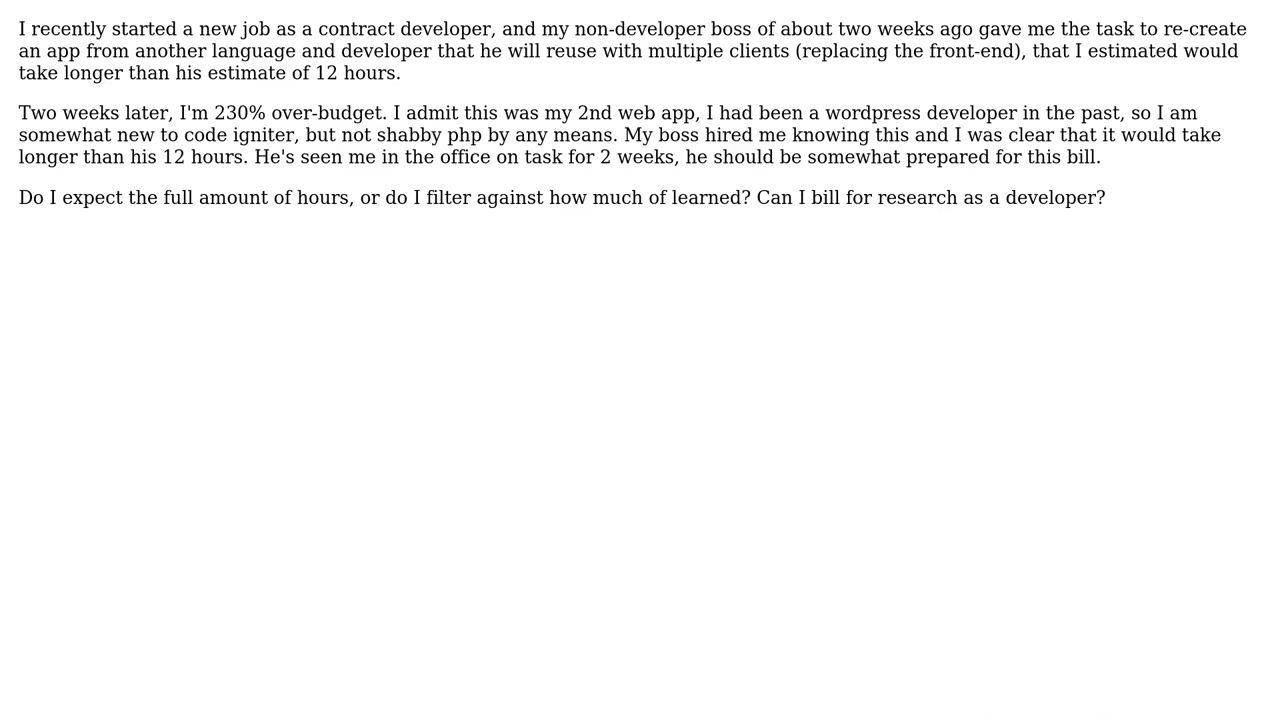 I recently started a new job as a contract developer, and my non-developer boss of about two weeks ago gave me the task to re-create
an app from another language and developer that he will reuse with multiple clients (replacing the front-end), that I estimated would
take longer than his estimate of 12 hours.
Two weeks later, I'm 230% over-budget. I admit this was my 2nd web app, I had been a wordpress developer in the past, so I am
somewhat new to code igniter, but not shabby php by any means. My boss hired me knowing this and I was clear that it would take
longer than his 12 hours. He's seen me in the office on task for 2 weeks, he should be somewhat prepared for this bill.
Do I expect the full amount of hours, or do I filter against how much of learned? Can I bill for research as a developer?